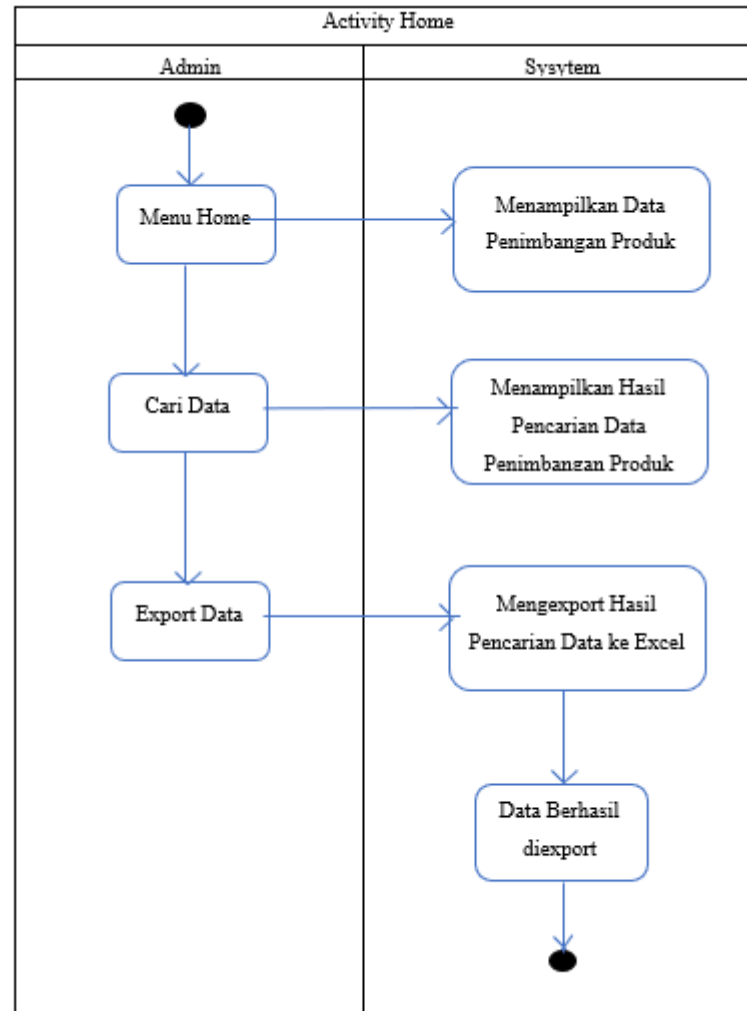 Activity Home
Admin
Sysytem
Menu Home
Menampilkan Data
Penimbangan Produk
Cari Data
Menampilkan Hasil
Pencarian Data
Penimbangan Produk
Export Data
Mengexport Hasil
Pencarian Data ke Excel
Data Berhasil
diexport